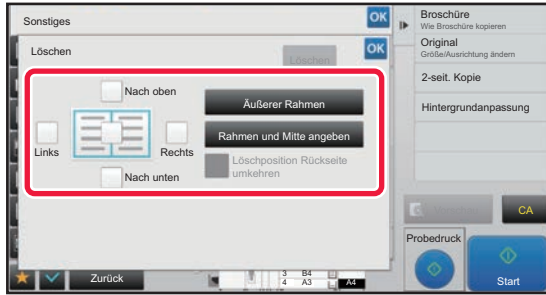 Sonstiges
OK
Löschen
OK
Löschen
Nach oben
Äußerer Rahmen
Links
Rechts
Rahmen und Mitte angeben
Löschposition Rückseite
umkehren
Nach unten
Zurück
3 B4
4 A3
A4
Broschüre
Wie Broschüre kopieren
Original
Größe/Ausrichtung ändern
2-seit. Kopie
Hintergrundanpassung
CA
Probedruck
Start